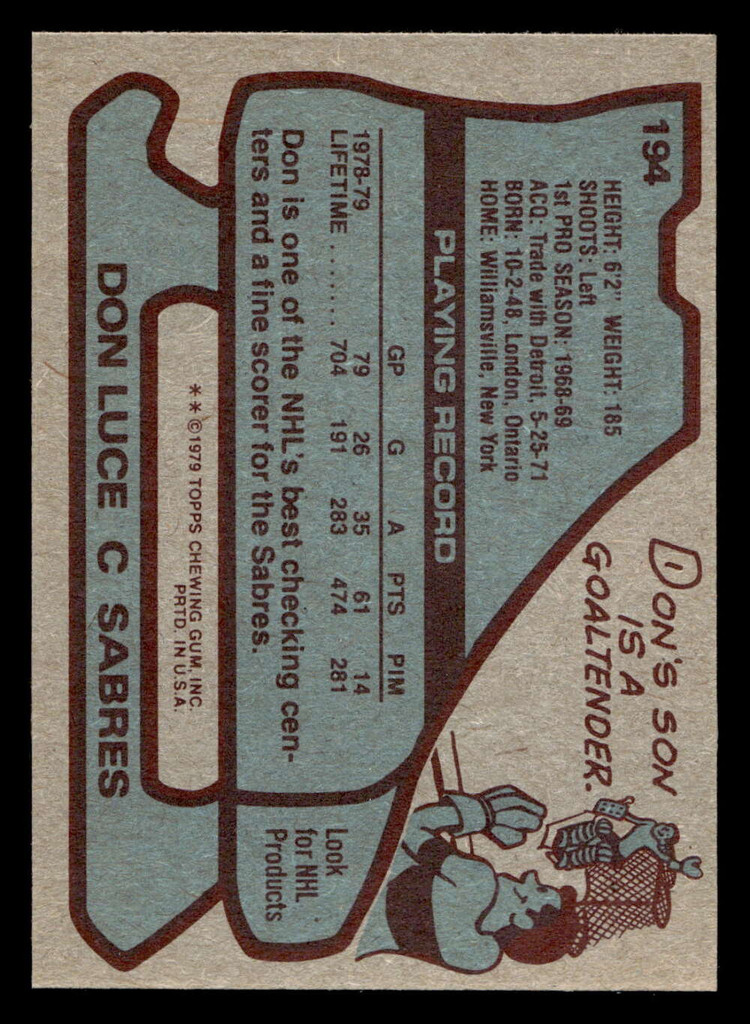 194
HEIGHT: 6'2" WEIGHT: 185
SHOOTS: Left
1st PRO SEASON: 1968-69
ACQ: Trade with Detroit, 5-25-71
BORN: 10-2-48, London, Ontario
HOME: Williamsville, New York
DON'S SON
IS A
GOALTENDER.
PLAYING RECORD
GP G A PTS PIM
1978-79 79 26 35 61 14
LIFETIME ....... 704 191 283 474 281
Don is one of the NHL's best checking cen-
ters and a fine scorer for the Sabres.
Look
for NHL
Products
**©1979 TOPPS CHEWING GUM, INC.
PRTD. IN U.S.A.
DON LUCE C SABRES